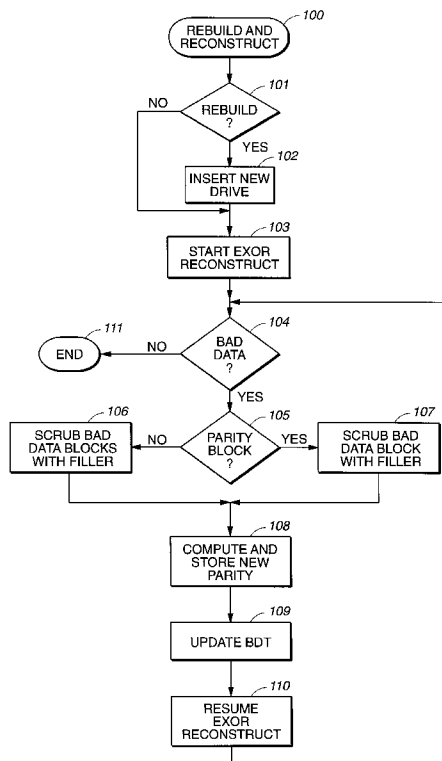 100
REBUILD AND
RECONSTRUCT
101
NO
REBUILD
?
YES
102
INSERT NEW
DRIVE
103
START EXOR
RECONSTRUCT
111
END
NO
104
BAD
DATA
?
YES
106
SCRUB BAD
DATA BLOCKS
WITH FILLER
NO
105
PARITY
BLOCK
?
YES
107
SCRUB BAD
DATA BLOCK
WITH FILLER
108
COMPUTE AND
STORE NEW
PARITY
109
UPDATE BDT
110
RESUME
EXOR
RECONSTRUCT